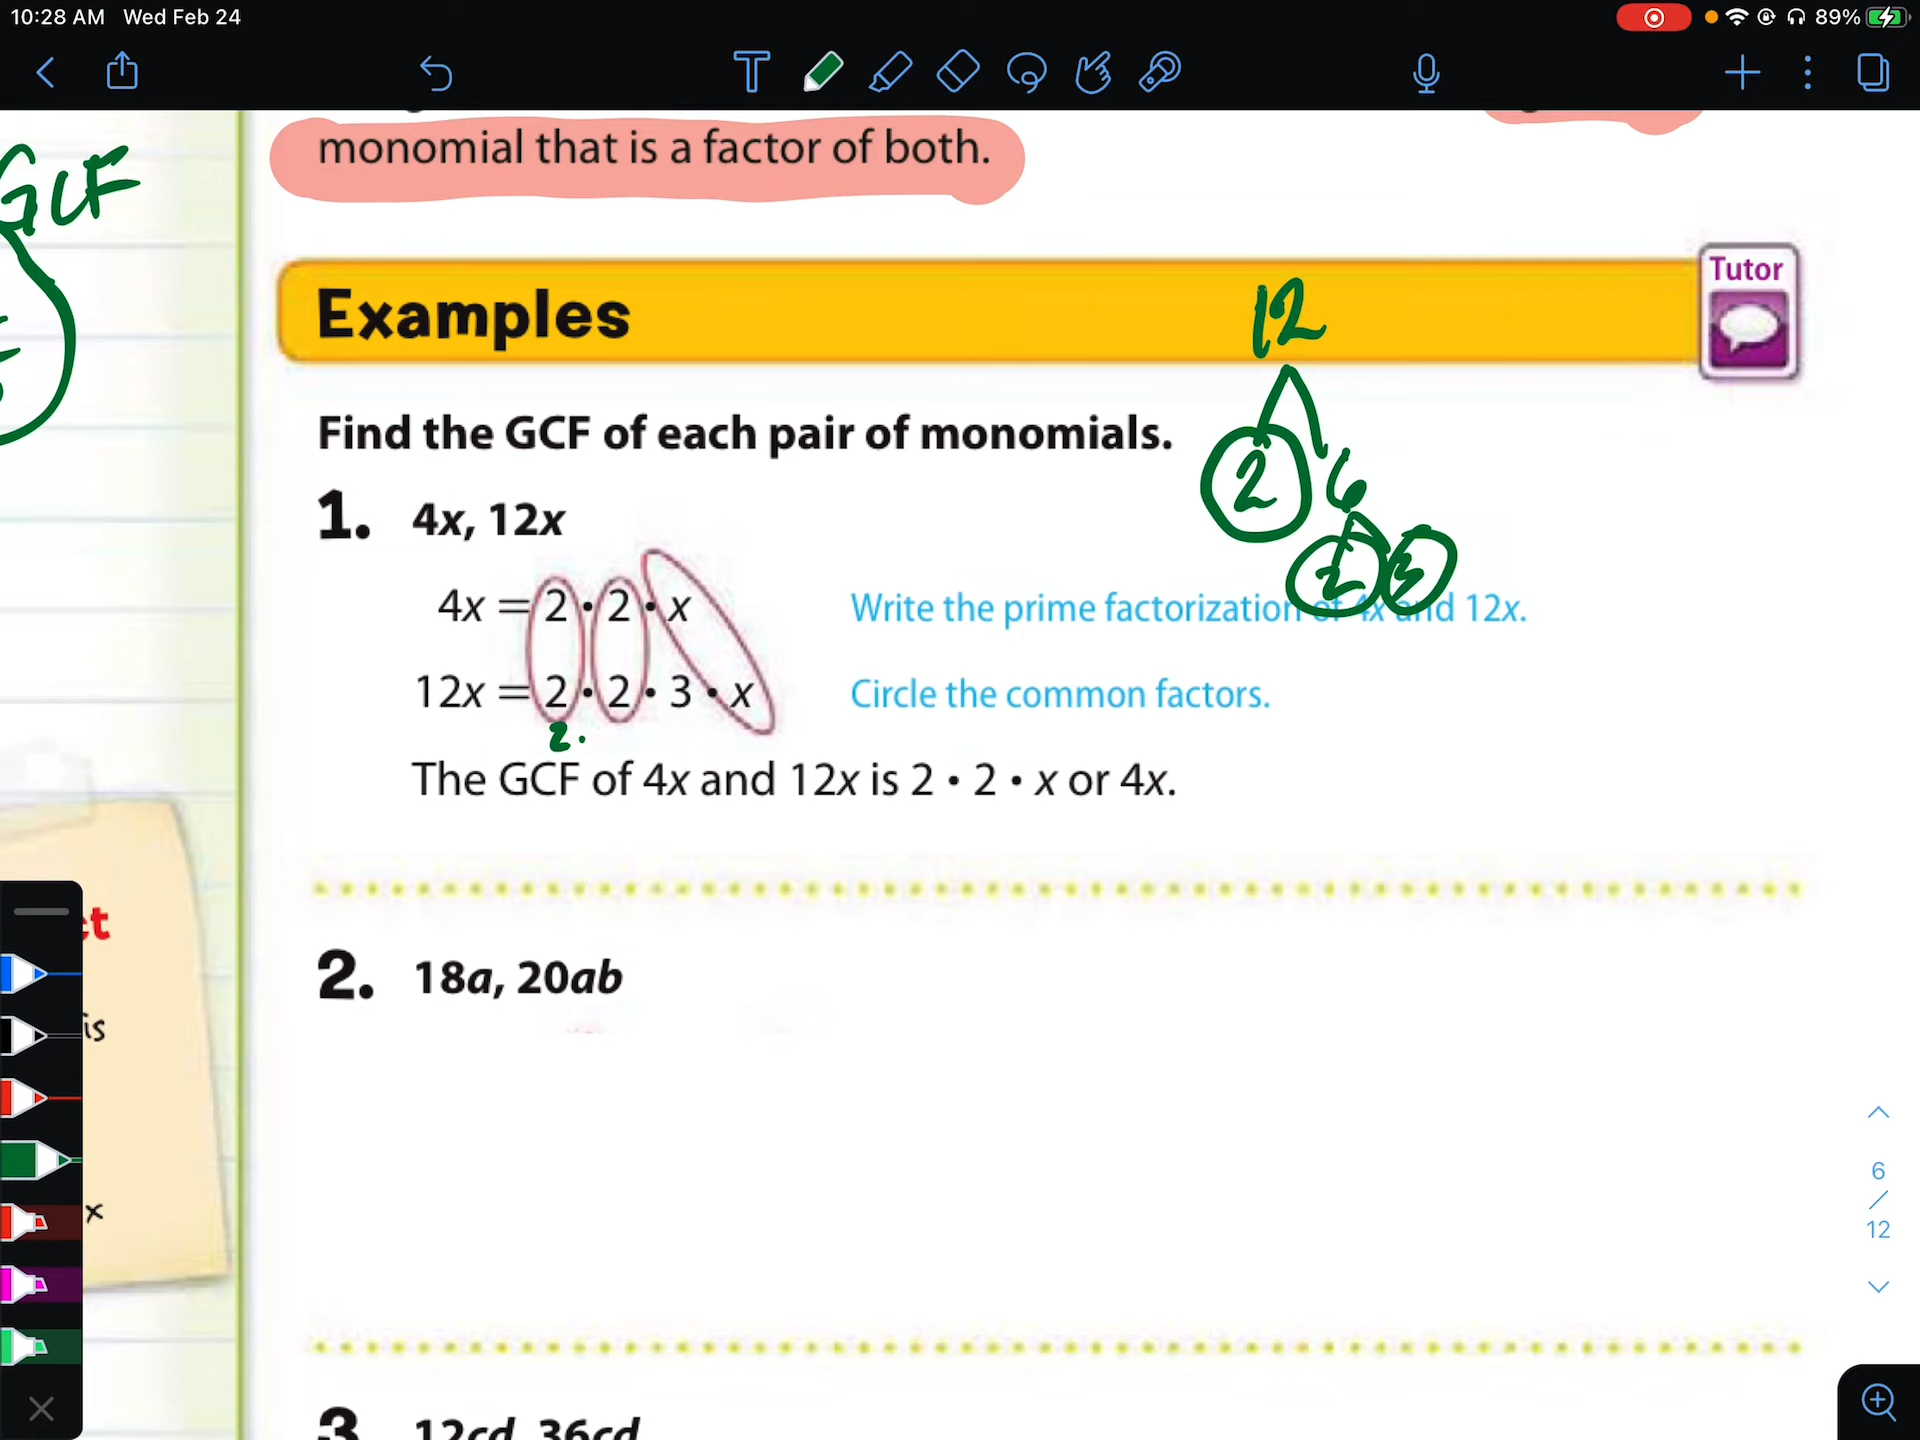 10:28 AM Wed Feb 24
89%
T
monomial that is a factor of both.
GCF
Examples
Tutor
12
Find the GCF of each pair of monomials.
2 6
2 3
1. 4x, 12x
4x = 2 • 2 • x
Write the prime factorization of 4x and 12x.
12x = 2 • 2 • 3 • x
Circle the common factors.
2.
The GCF of 4x and 12x is 2 • 2 • x or 4x.
2. 18a, 20ab
is
x
6
/
12
3. 12cd, 36cd